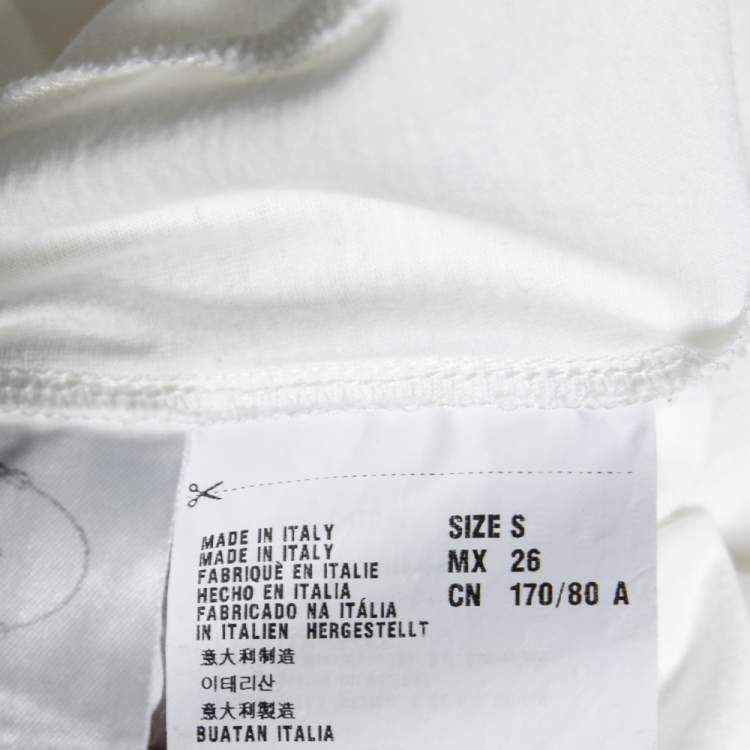 MADE IN ITALY
MADE IN ITALY
FABRIQUÈ EN ITALIE
HECHO EN ITALIA
FABRICADO NA ITÁLIA
IN ITALIEN HERGESTELLT
意大利制造
이태리산
意大利製造
BUATAN ITALIA
SIZE S
MX 26
CN 170/80 A